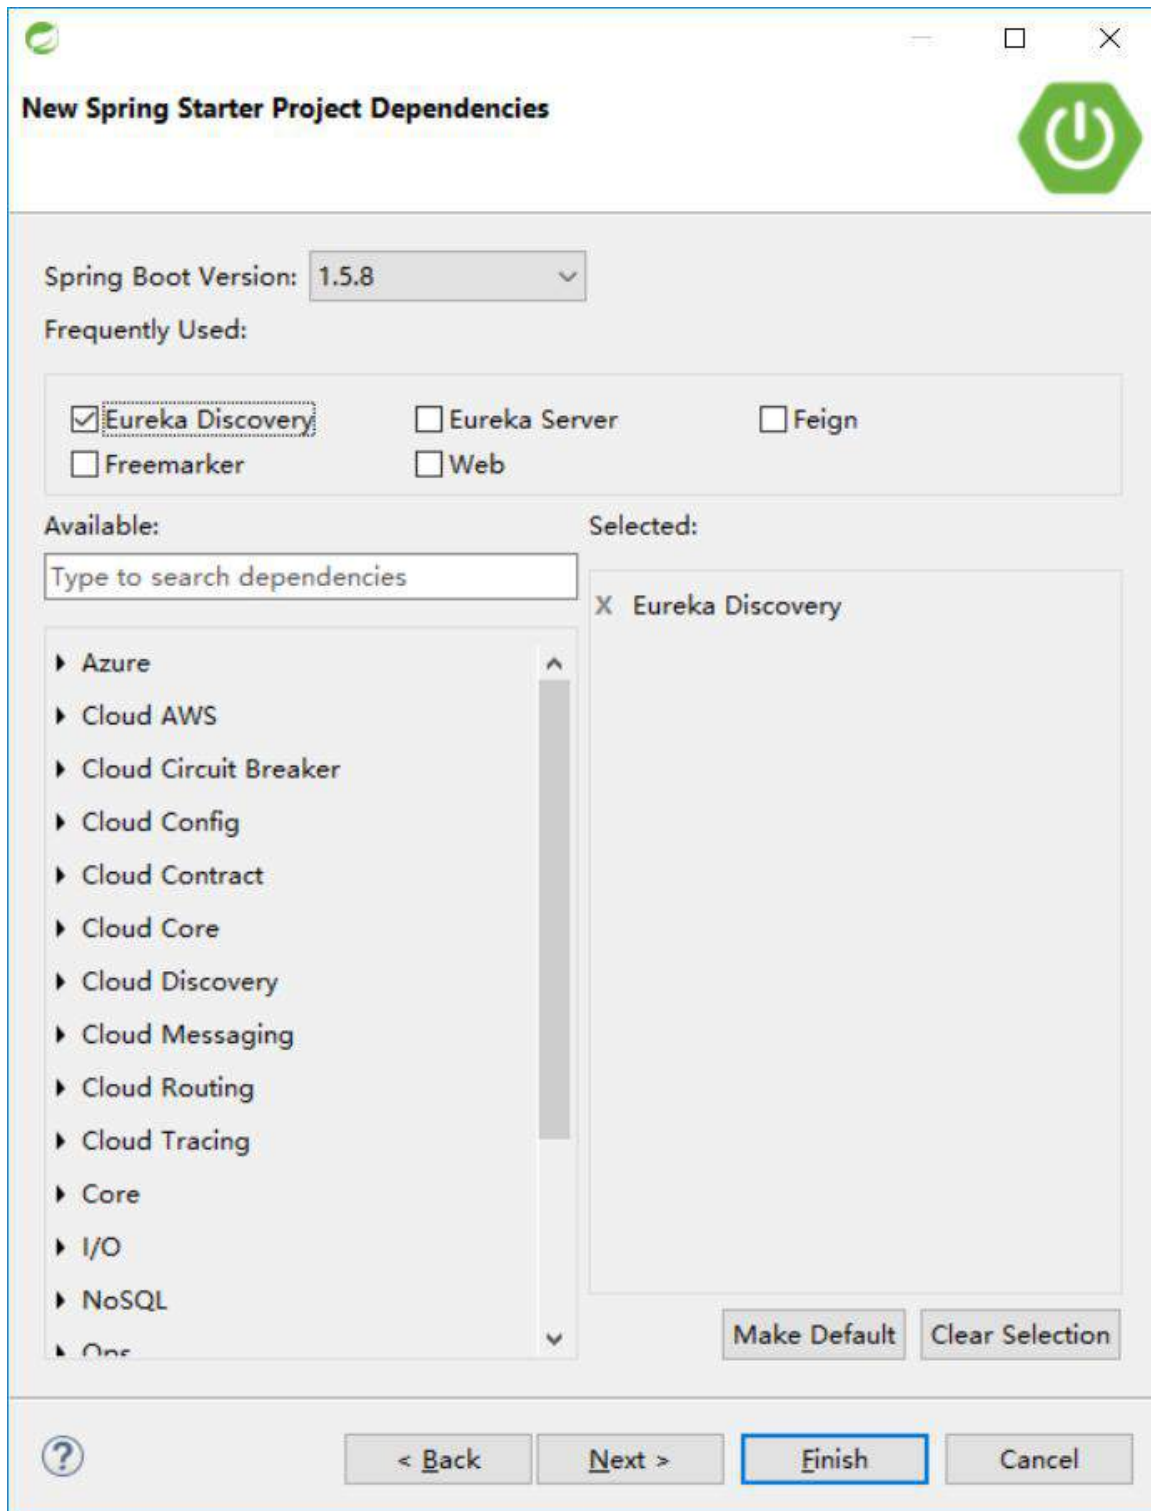 New Spring Starter Project Dependencies
Spring Boot Version: 1.5.8
Frequently Used:
Eureka Discovery Eureka Server Feign
Freemarker Web
Available: Selected:
Type to search dependencies
X Eureka Discovery
Azure
Cloud AWS
Cloud Circuit Breaker
Cloud Config
Cloud Contract
Cloud Core
Cloud Discovery
Cloud Messaging
Cloud Routing
Cloud Tracing
Core
I/O
NoSQL
Ops
Make Default Clear Selection
? < Back Next > Finish Cancel